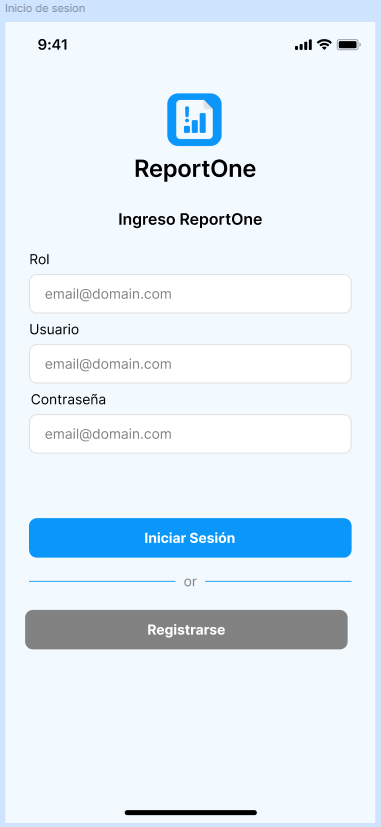 Inicio de sesion
9:41
ReportOne
Ingreso ReportOne
Rol
email@domain.com
Usuario
email@domain.com
Contraseña
email@domain.com
Iniciar Sesión
or
Registrarse